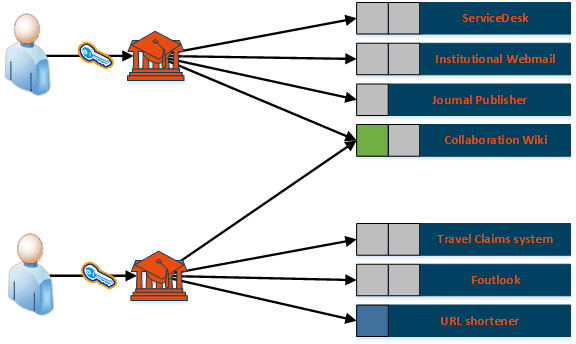 ServiceDesk
Institutional Webmail
Journal Publisher
Collaboration Wiki
Travel Claims system
Foutlook
URL shortener